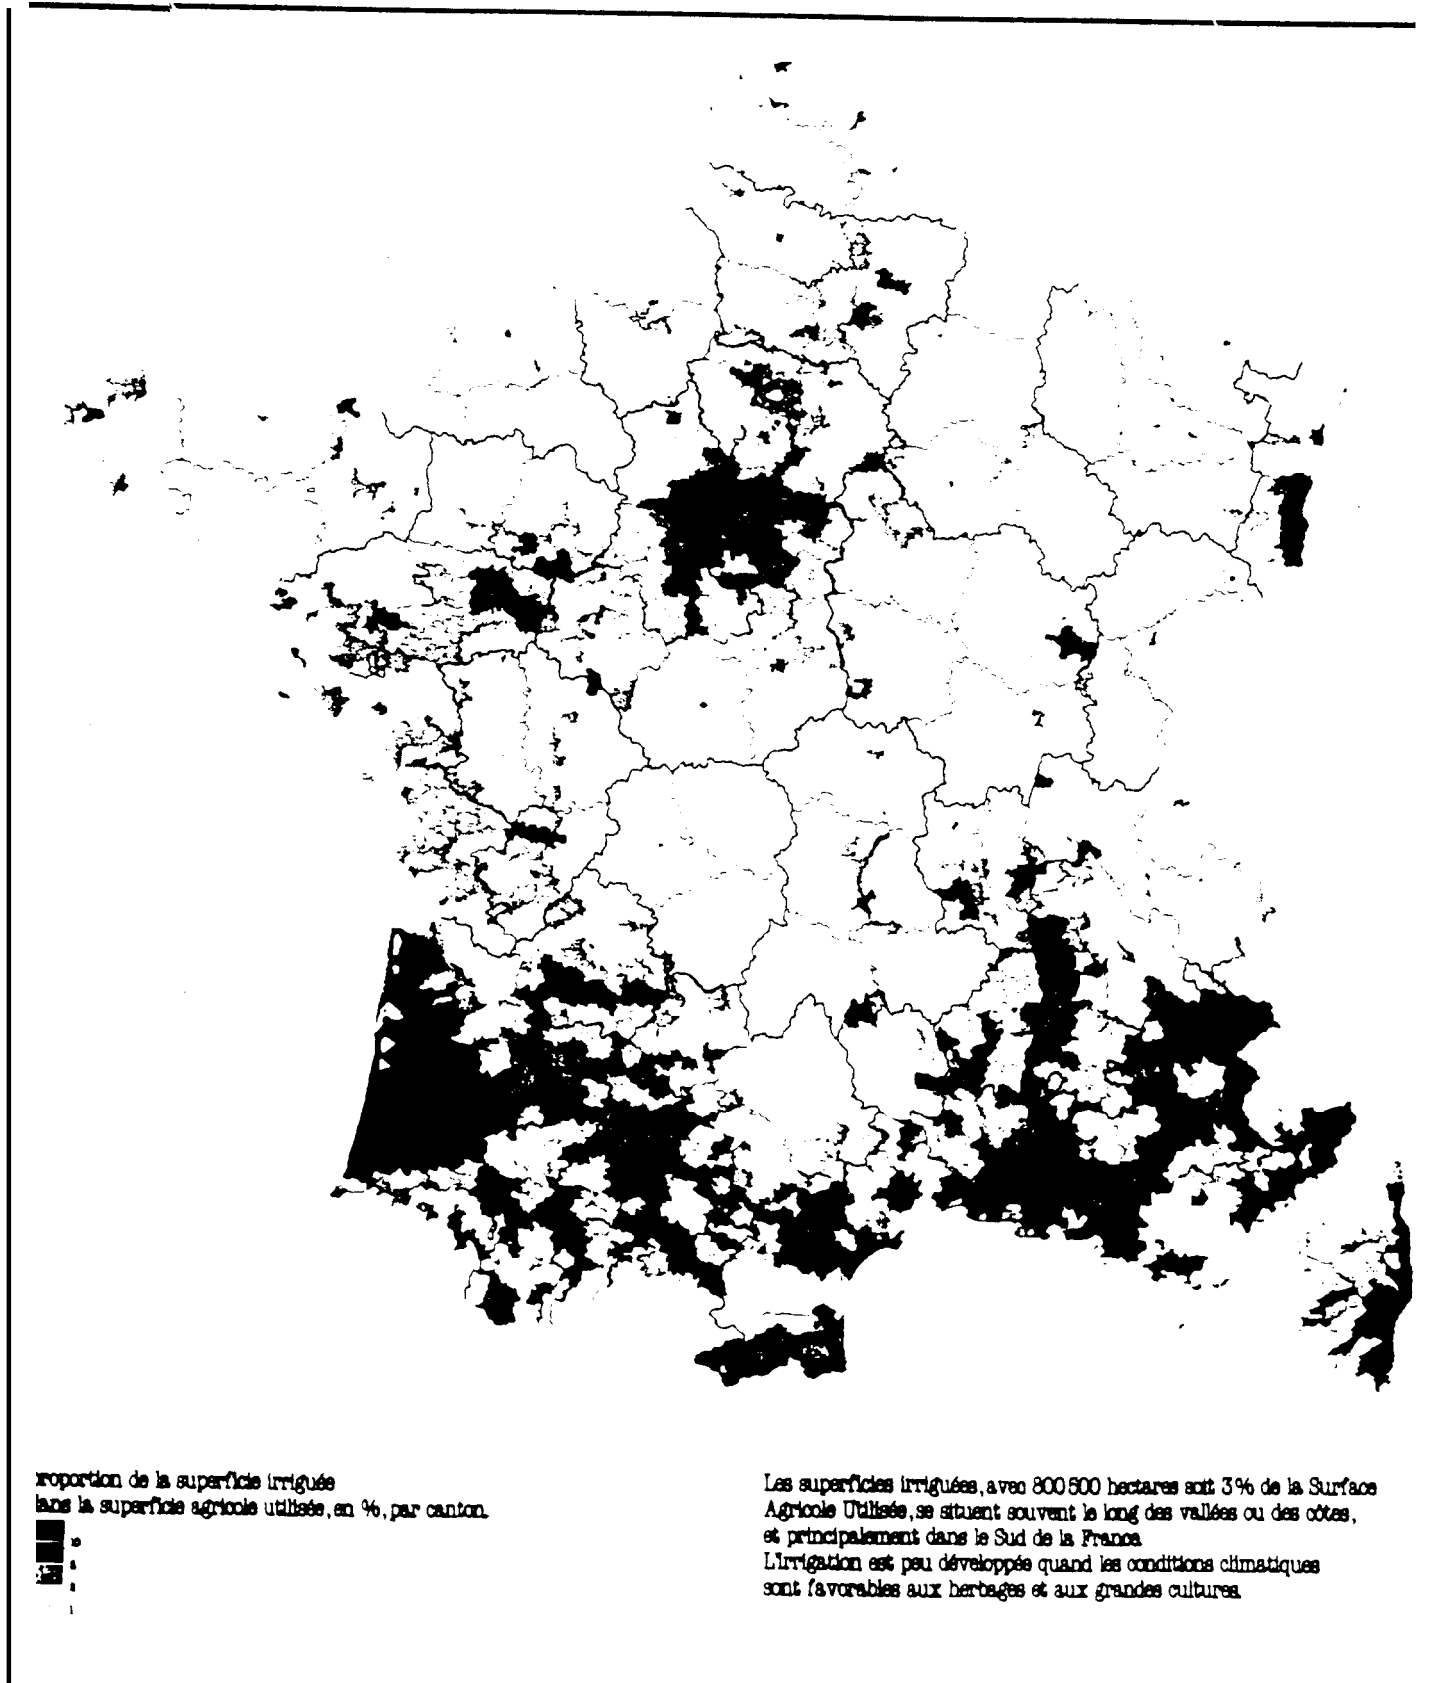 roportion de la superficie irriguée
ans la superficie agricole utilisée, en %, par canton.
10
1
Les superficies irriguées, avec 800 500 hectares soit 3 % de la Surface
Agricole Utilisée, se situent souvent le long des vallées ou des côtes,
et principalement dans le Sud de la France
L'irrigation est peu développée quand les conditions climatiques
sont favorables aux herbages et aux grandes cultures.